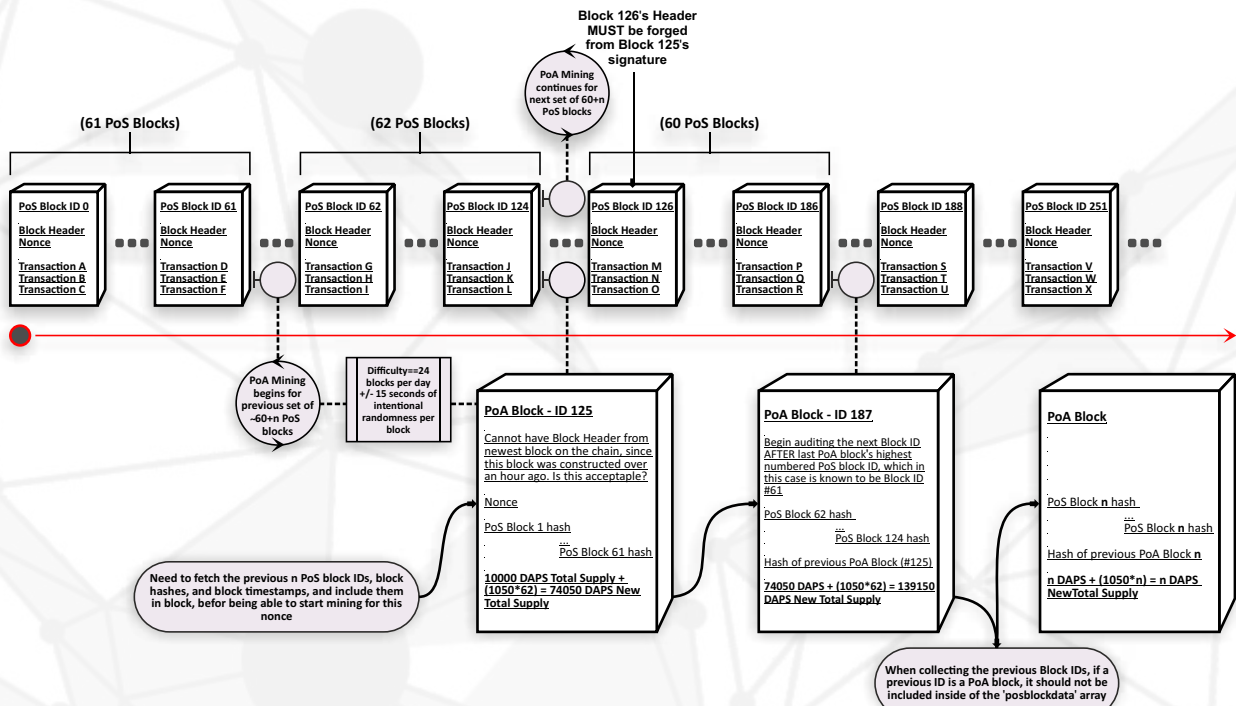 Block 126's Header
MUST be forged
from Block 125's
signature
PoA Mining
continues for
next set of 60+n
PoS blocks
(61 PoS Blocks)
(62 PoS Blocks)
(60 PoS Blocks)
PoS Block ID 0
Block Header
Nonce
Transaction A
Transaction B
Transaction C
PoS Block ID 61
Block Header
Nonce
Transaction D
Transaction E
Transaction F
PoS Block ID 62
Block Header
Nonce
Transaction G
Transaction H
Transaction I
PoS Block ID 124
Block Header
Nonce
Transaction J
Transaction K
Transaction L
PoS Block ID 126
Block Header
Nonce
Transaction M
Transaction N
Transaction O
PoS Block ID 186
Block Header
Nonce
Transaction P
Transaction Q
Transaction R
PoS Block ID 188
Block Header
Nonce
Transaction S
Transaction T
Transaction U
PoS Block ID 251
Block Header
Nonce
Transaction V
Transaction W
Transaction X
PoA Mining
begins for
previous set of
~60+n PoS
blocks
Difficulty==24
blocks per day
+/- 15 seconds of
intentional
randomness per
block
PoA Block - ID 125
Cannot have Block Header from
newest block on the chain, since
this block was constructed over
an hour ago. Is this acceptaple?
Nonce
PoS Block 1 hash
...
PoS Block 61 hash
10000 DAPS Total Supply +
(1050*62) = 74050 DAPS New
Total Supply
PoA Block - ID 187
Begin auditing the next Block ID
AFTER last PoA block's highest
numbered PoS block ID, which in
this case is known to be Block ID
#61
PoS Block 62 hash
...
PoS Block 124 hash
Hash of previous PoA Block (#125)
74050 DAPS + (1050*62) = 139150
DAPS New Total Supply
PoA Block
PoS Block n hash
...
PoS Block n hash
Hash of previous PoA Block n
n DAPS + (1050*n) = n DAPS
NewTotal Supply
Need to fetch the previous n PoS block IDs, block
hashes, and block timestamps, and include them
in block, befor being able to start mining for this
nonce
When collecting the previous Block IDs, if a
previous ID is a PoA block, it should not be
included inside of the 'posblockdata' array